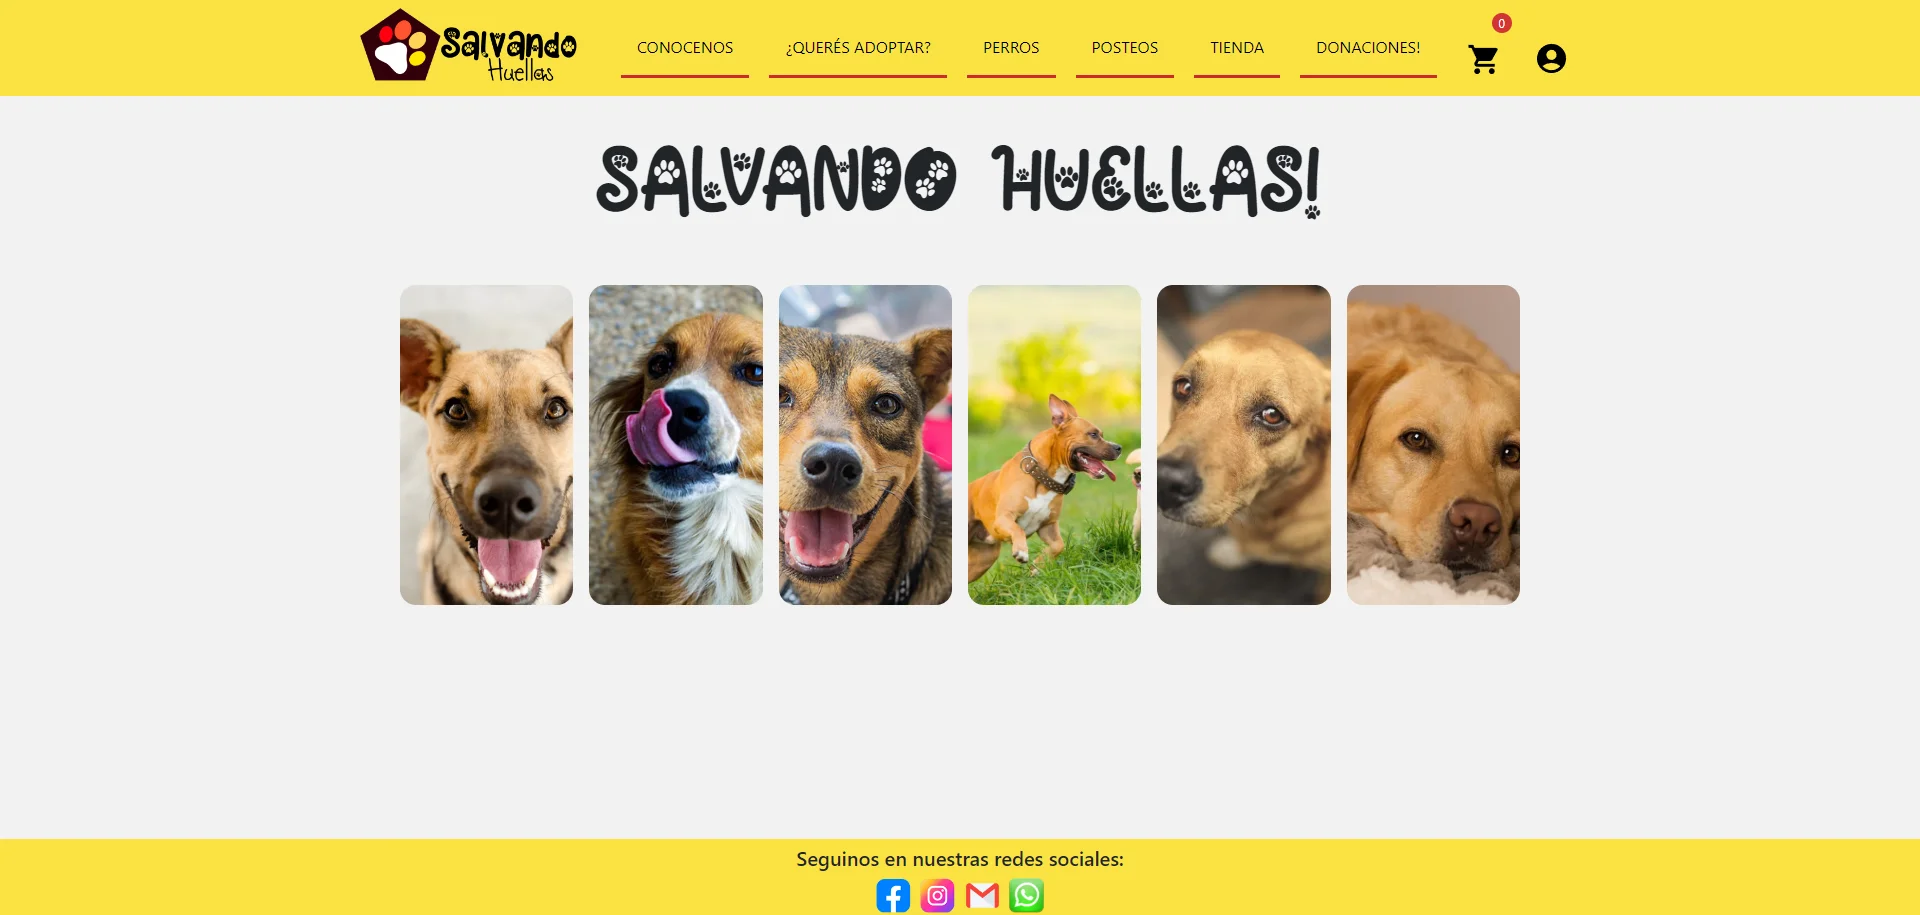 Salvando
Huellas
CONOCENOS
¿QUERÉS ADOPTAR?
PERROS
POSTEOS
TIENDA
DONACIONES!
0
SALVANDO HUELLAS!
Seguinos en nuestras redes sociales: